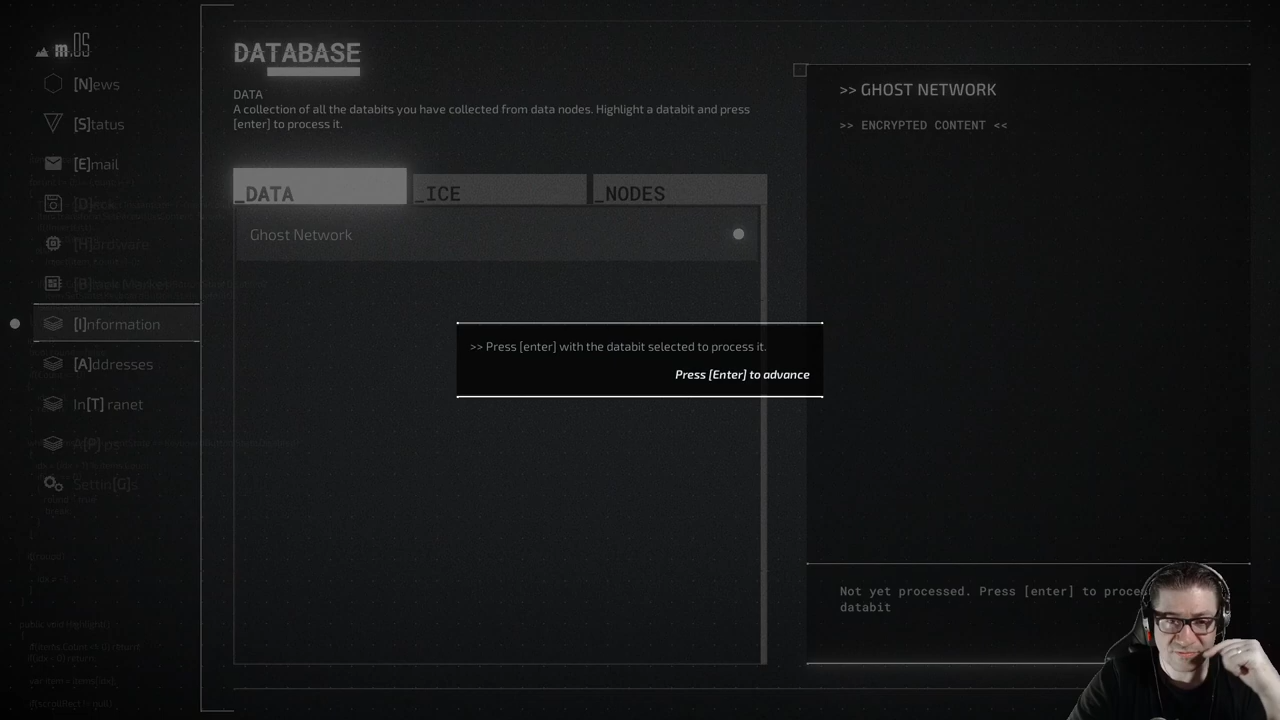 m.OS
[N]ews
[S]tatus
[E]mail
[D]eck
[H]ardware
[I]nformation
[A]ddresses
In[T]ranet
Settin[G]s
DATABASE
DATA
A collection of all the databits you have collected from data nodes. Highlight a databit and press
[enter] to process it.
_DATA
_ICE
_NODES
Ghost Network
>> Press [enter] with the databit selected to process it.
Press [Enter] to advance
>> GHOST NETWORK
>> ENCRYPTED CONTENT <<
Not yet processed. Press [enter] to
databit